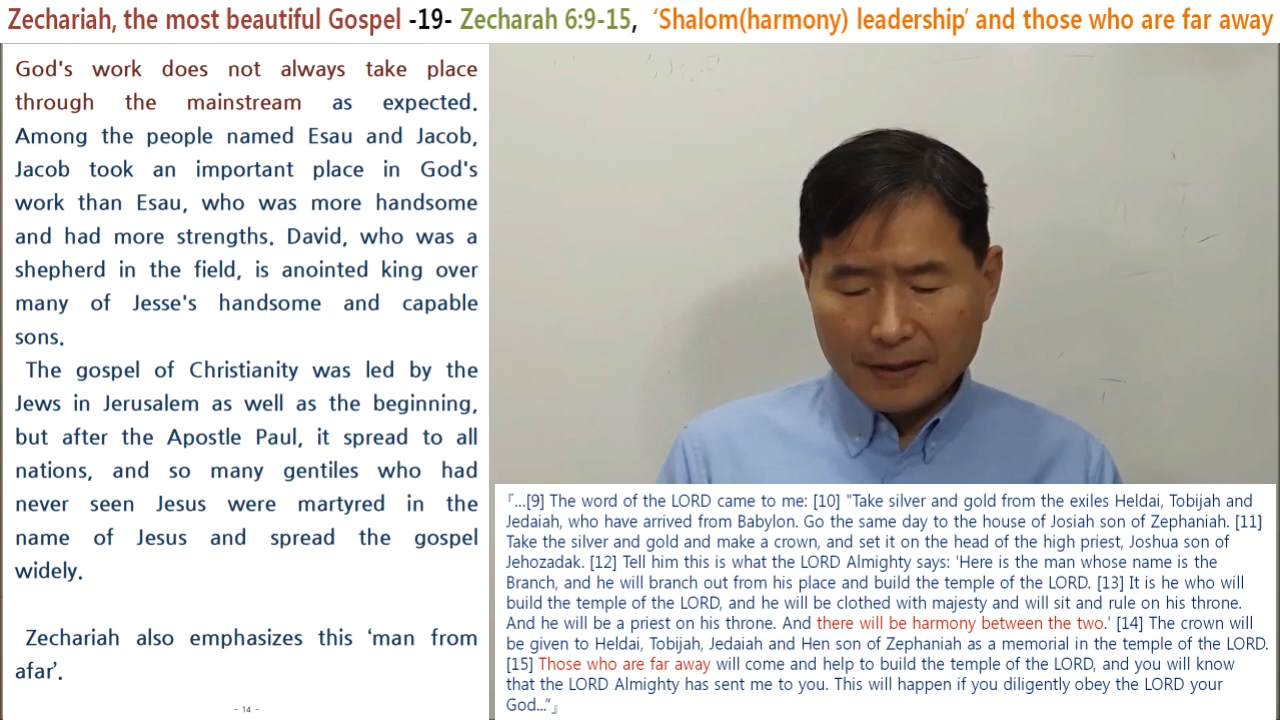 Zechariah, the most beautiful Gospel -19- Zecharah 6:9-15, ‘Shalom(harmony) leadership’ and those who are far away
God's work does not always take place
through the mainstream as expected.
Among the people named Esau and Jacob,
Jacob took an important place in God's
work than Esau, who was more handsome
and had more strengths. David, who was a
shepherd in the field, is anointed king over
many of Jesse's handsome and capable
sons.
The gospel of Christianity was led by the
Jews in Jerusalem as well as the beginning,
but after the Apostle Paul, it spread to all
nations, and so many gentiles who had
never seen Jesus were martyred in the
name of Jesus and spread the gospel
widely.
Zechariah also emphasizes this ‘man from
afar’.
- 14 -
『...[9] The word of the LORD came to me: [10] "Take silver and gold from the exiles Heldai, Tobijah and
Jedaiah, who have arrived from Babylon. Go the same day to the house of Josiah son of Zephaniah. [11]
Take the silver and gold and make a crown, and set it on the head of the high priest, Joshua son of
Jehozadak. [12] Tell him this is what the LORD Almighty says: 'Here is the man whose name is the
Branch, and he will branch out from his place and build the temple of the LORD. [13] It is he who will
build the temple of the LORD, and he will be clothed with majesty and will sit and rule on his throne.
And he will be a priest on his throne. And there will be harmony between the two.' [14] The crown will
be given to Heldai, Tobijah, Jedaiah and Hen son of Zephaniah as a memorial in the temple of the LORD.
[15] Those who are far away will come and help to build the temple of the LORD, and you will know
that the LORD Almighty has sent me to you. This will happen if you diligently obey the LORD your
God..."』